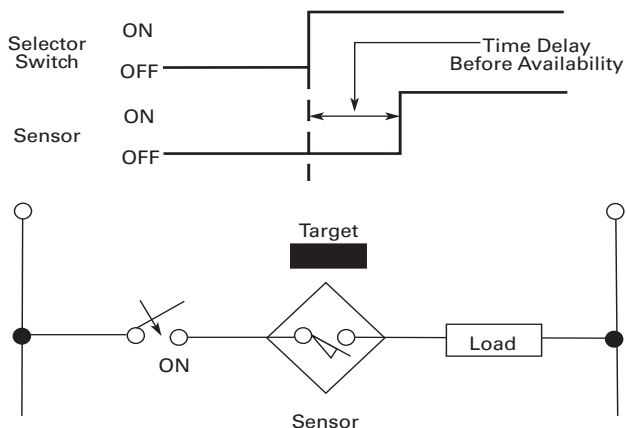 Selector
Switch
ON
OFF
Time Delay
Before Availability
Sensor
ON
OFF
Target
ON
Load
Sensor